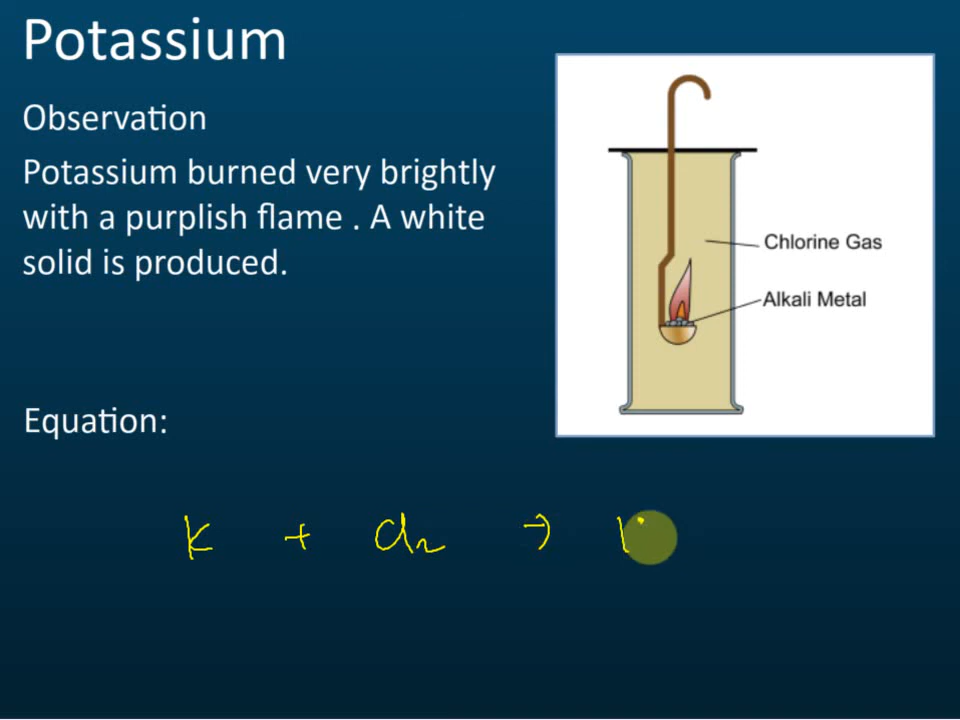 Potassium
Observation
Potassium burned very brightly
with a purplish flame . A white
solid is produced.
Chlorine Gas
Alkali Metal
Equation:
K + Cl₂ →